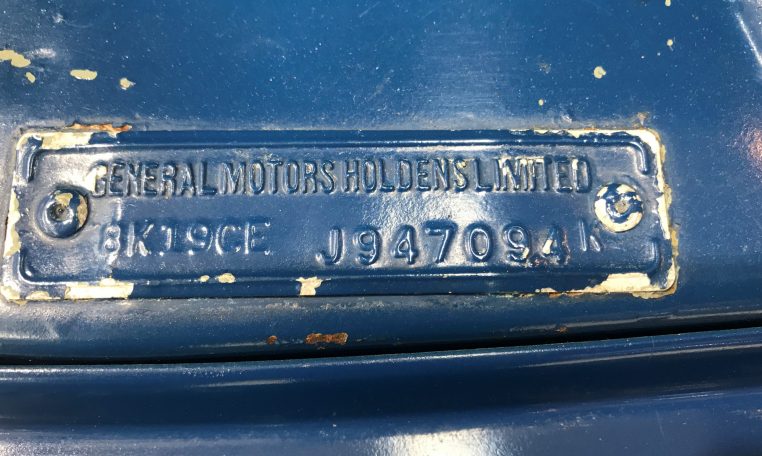 GENERAL MOTORS HOLDENS LIMITED
8K19CE J947094K